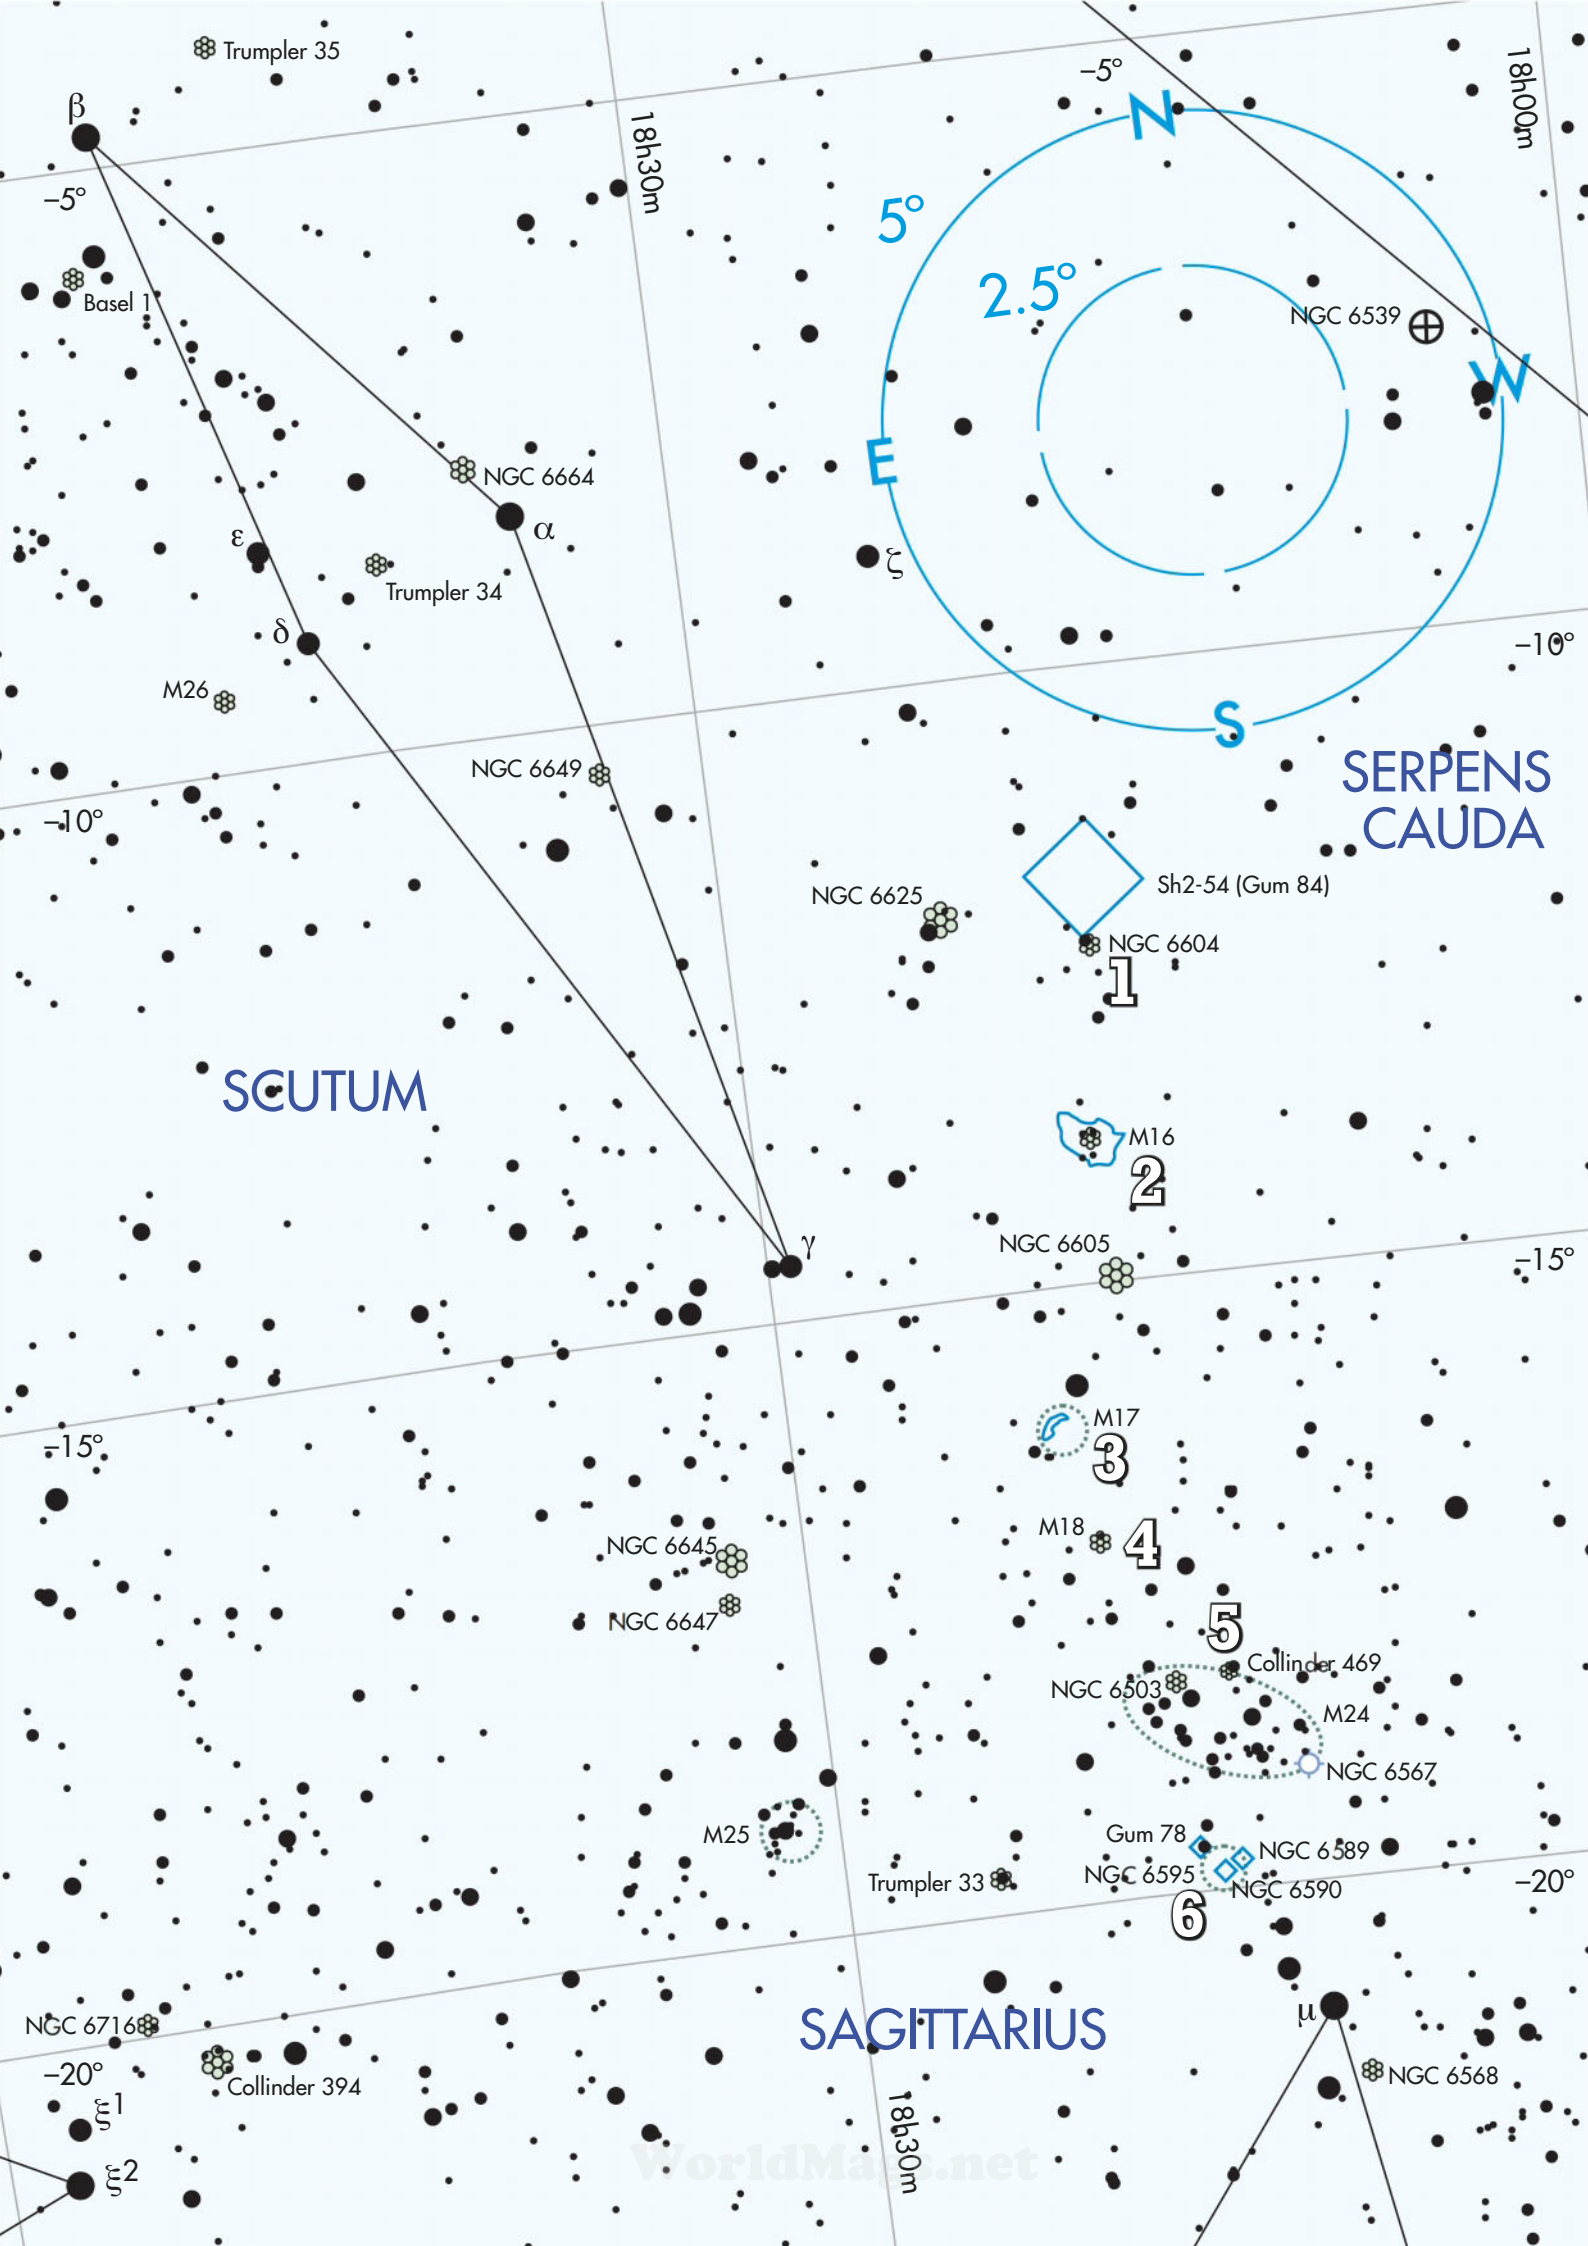 Trumpler 35
β
−5°
18h30m
−5°
18h00m
N
5°
2.5°
NGC 6539
W
E
S
Basel 1
NGC 6664
α
ε
Trumpler 34
ζ
δ
M26
−10°
NGC 6649
−10°
SERPENS
CAUDA
Sh2-54 (Gum 84)
NGC 6625
NGC 6604
1
SCUTUM
M16
2
γ
NGC 6605
−15°
M17
3
−15°
M18
4
NGC 6645
NGC 6647
5
Collinder 469
NGC 6503
M24
NGC 6567
M25
Gum 78
NGC 6589
NGC 6595
NGC 6590
Trumpler 33
6
−20°
NGC 6716
SAGITTARIUS
μ
−20°
Collinder 394
NGC 6568
ξ1
18h30m
ξ2
WorldMags.net